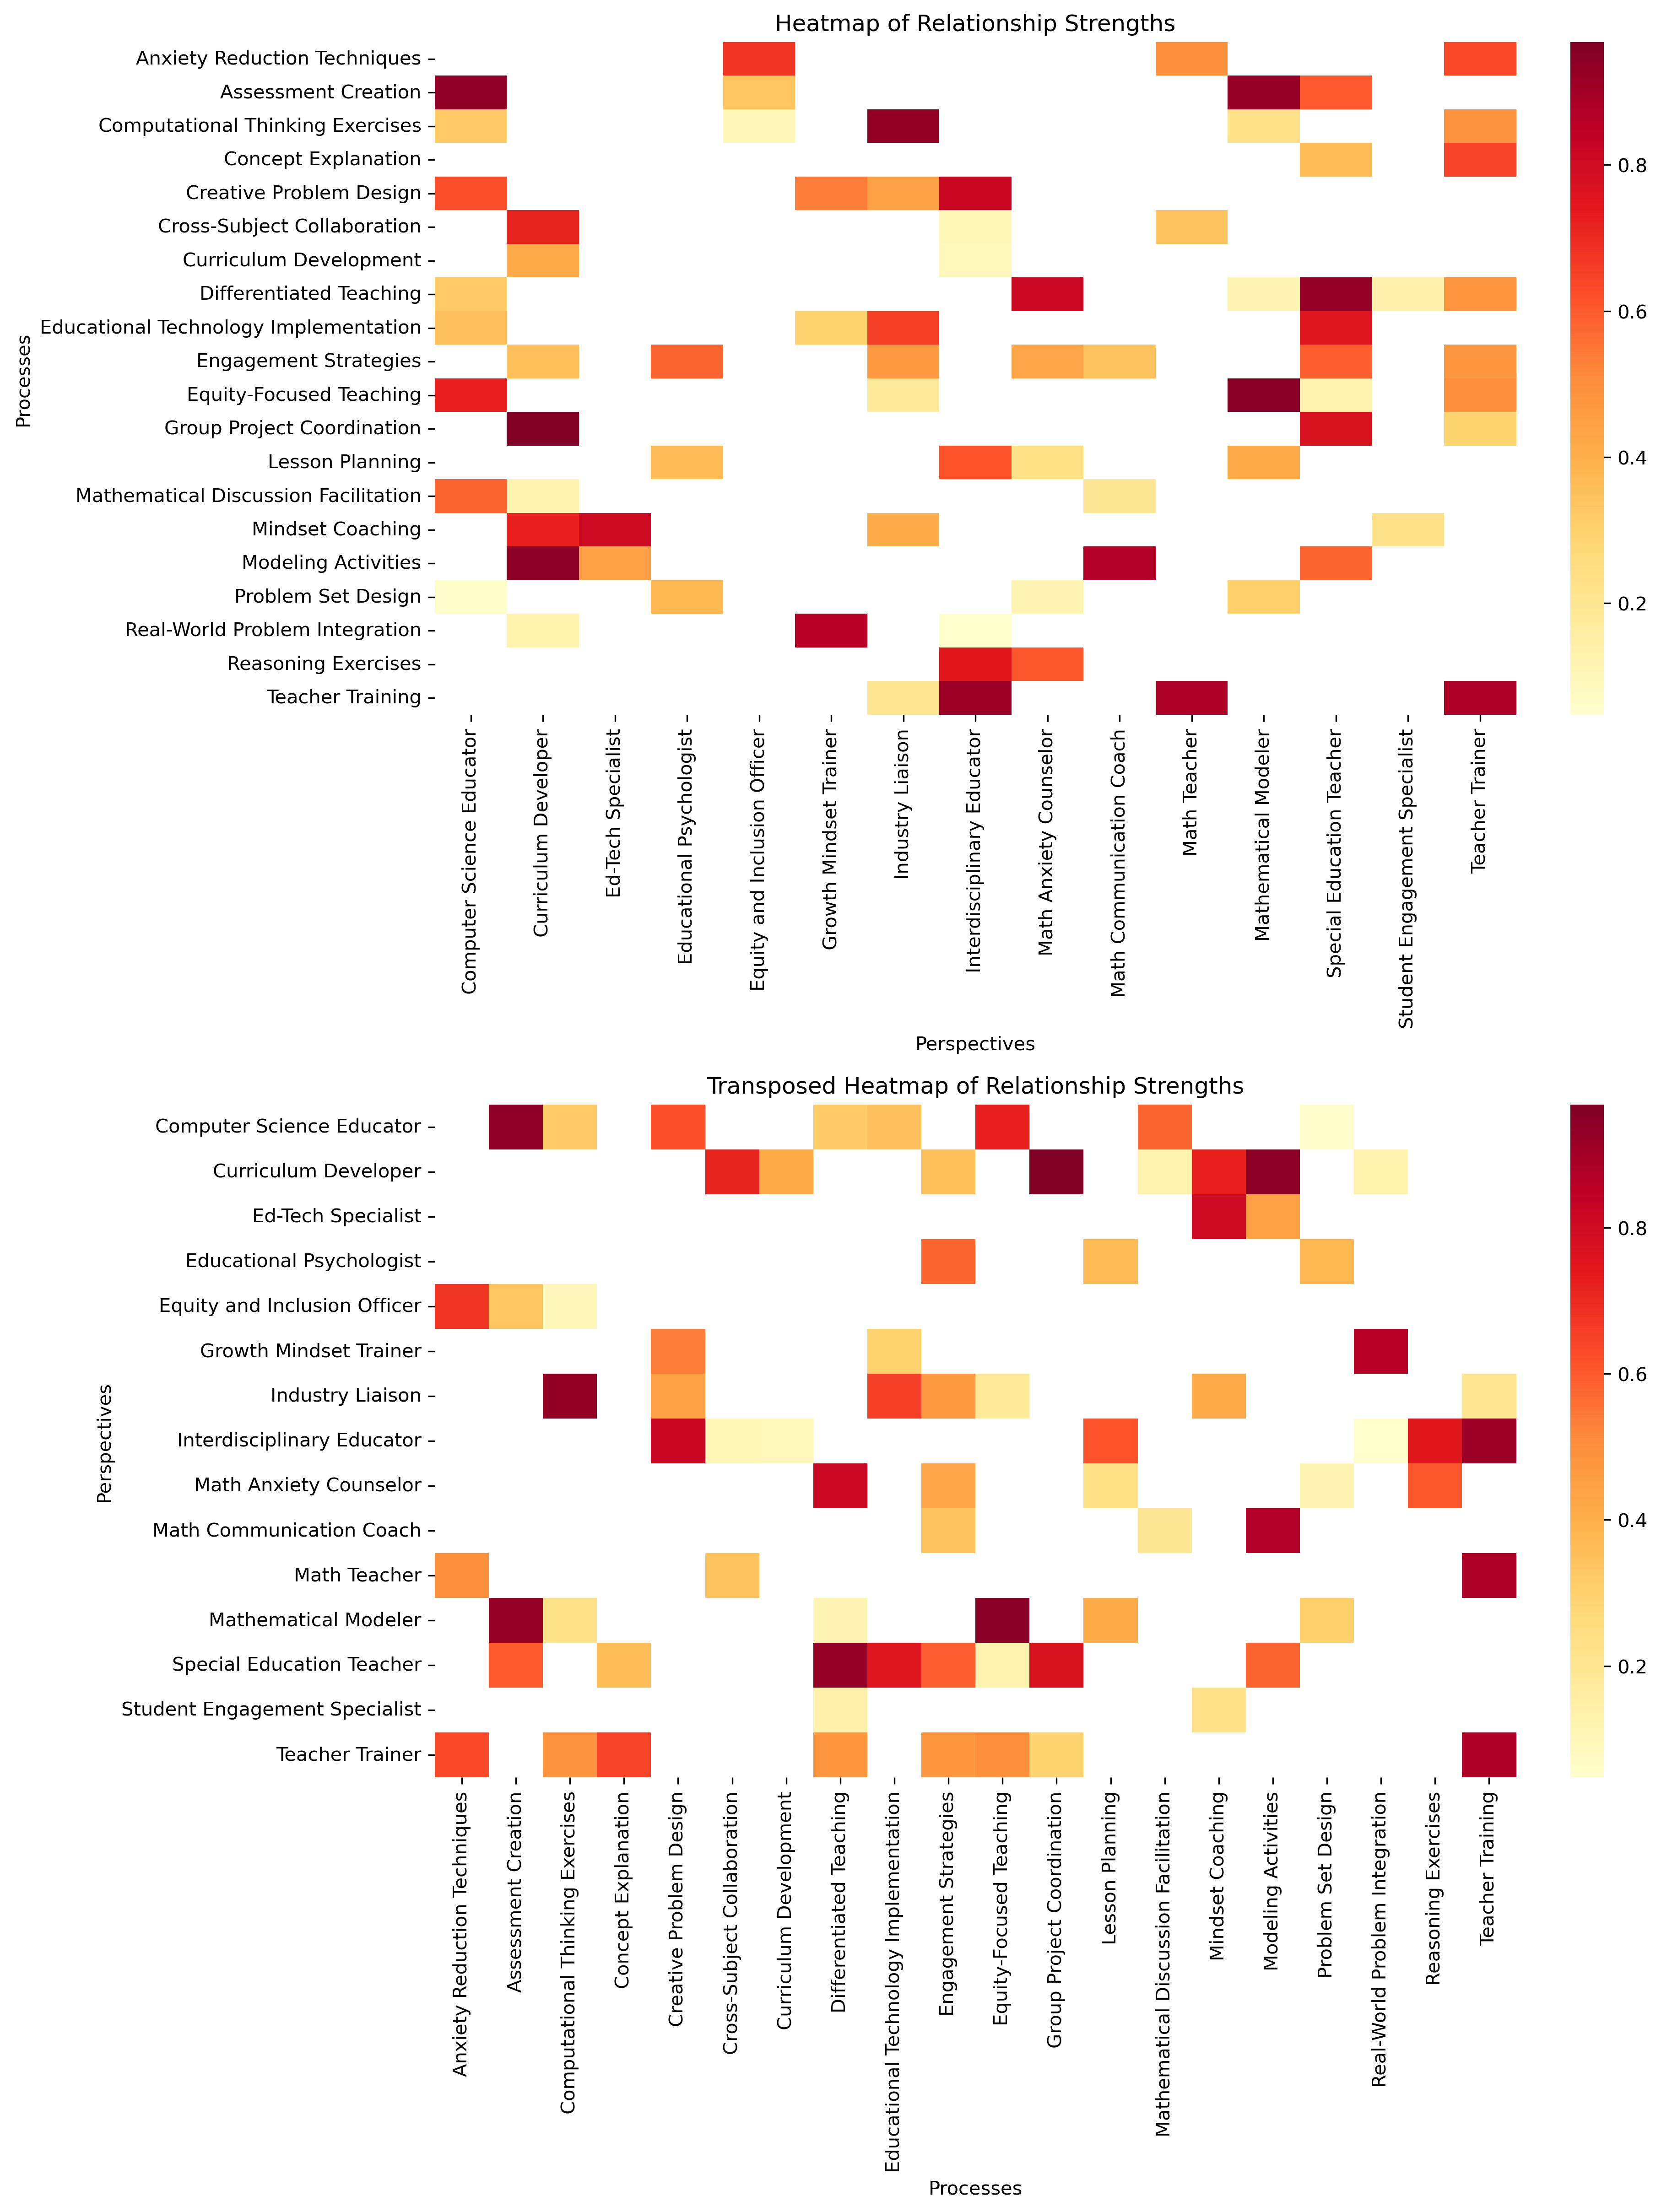 Heatmap of Relationship Strengths
Processes
Anxiety Reduction Techniques
Assessment Creation
Computational Thinking Exercises
Concept Explanation
Creative Problem Design
Cross-Subject Collaboration
Curriculum Development
Differentiated Teaching
Educational Technology Implementation
Engagement Strategies
Equity-Focused Teaching
Group Project Coordination
Lesson Planning
Mathematical Discussion Facilitation
Mindset Coaching
Modeling Activities
Problem Set Design
Real-World Problem Integration
Reasoning Exercises
Teacher Training
0.8
0.6
0.4
0.2
Computer Science Educator
Curriculum Developer
Ed-Tech Specialist
Educational Psychologist
Equity and Inclusion Officer
Growth Mindset Trainer
Industry Liaison
Interdisciplinary Educator
Math Anxiety Counselor
Math Communication Coach
Math Teacher
Mathematical Modeler
Special Education Teacher
Student Engagement Specialist
Teacher Trainer
Perspectives
Transposed Heatmap of Relationship Strengths
Perspectives
Computer Science Educator
Curriculum Developer
Ed-Tech Specialist
Educational Psychologist
Equity and Inclusion Officer
Growth Mindset Trainer
Industry Liaison
Interdisciplinary Educator
Math Anxiety Counselor
Math Communication Coach
Math Teacher
Mathematical Modeler
Special Education Teacher
Student Engagement Specialist
Teacher Trainer
0.8
0.6
0.4
0.2
Anxiety Reduction Techniques
Assessment Creation
Computational Thinking Exercises
Concept Explanation
Creative Problem Design
Cross-Subject Collaboration
Curriculum Development
Differentiated Teaching
Educational Technology Implementation
Engagement Strategies
Equity-Focused Teaching
Group Project Coordination
Lesson Planning
Mathematical Discussion Facilitation
Mindset Coaching
Modeling Activities
Problem Set Design
Real-World Problem Integration
Reasoning Exercises
Teacher Training
Processes